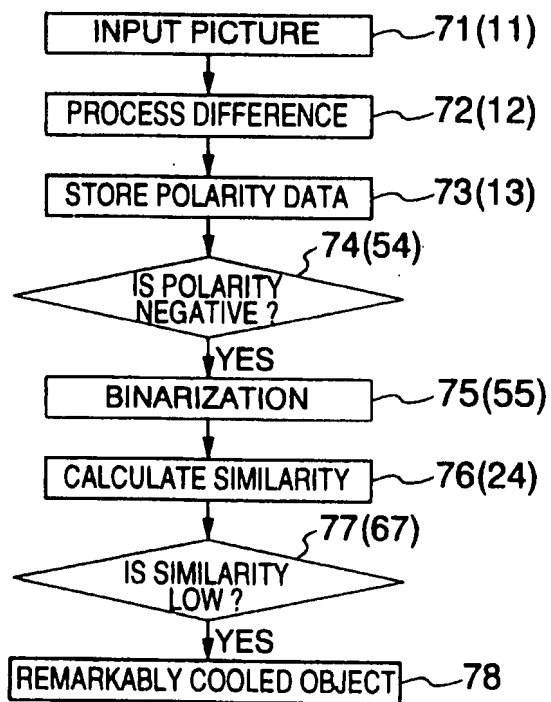 INPUT PICTURE 71(11)
PROCESS DIFFERENCE 72(12)
STORE POLARITY DATA 73(13)
74(54)
IS POLARITY
NEGATIVE ?
YES
BINARIZATION 75(55)
CALCULATE SIMILARITY 76(24)
77(67)
IS SIMILARITY
LOW ?
YES
REMARKABLY COOLED OBJECT 78